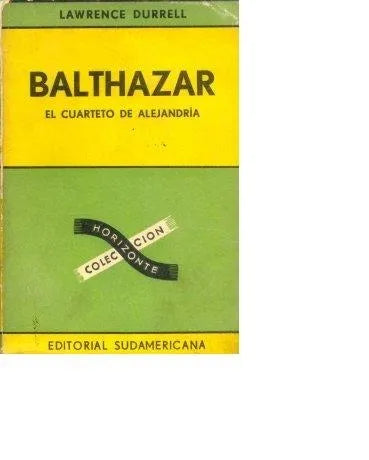 LAWRENCE DURRELL
BALTHAZAR
EL CUARTETO DE ALEJANDRÍA
HORIZONTE
COLECCION
EDITORIAL SUDAMERICANA